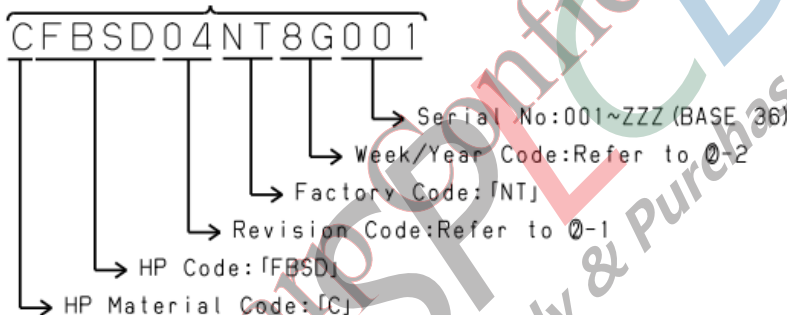 CFBSD04NT8G001
Serial No:001~ZZZ(BASE 36)
Week/Year Code:Refer to ②-2
Factory Code:「NT」
Revision Code:Refer to ②-1
HP Code:「FBSD」
HP Material Code:「C」